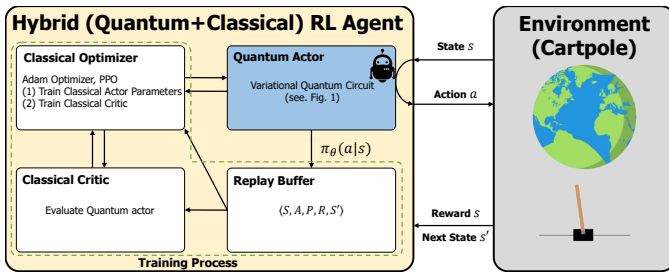 Hybrid (Quantum+Classical) RL Agent
Classical Optimizer
Adam Optimizer, PPO
(1) Train Classical Actor Parameters
(2) Train Classical Critic
Quantum Actor
Variational Quantum Circuit
(see. Fig. 1)
π_θ(a|s)
Classical Critic
Evaluate Quantum actor
Replay Buffer
⟨S, A, P, R, S′⟩
Training Process
State s
Action a
Reward s
Next State s′
Environment
(Cartpole)